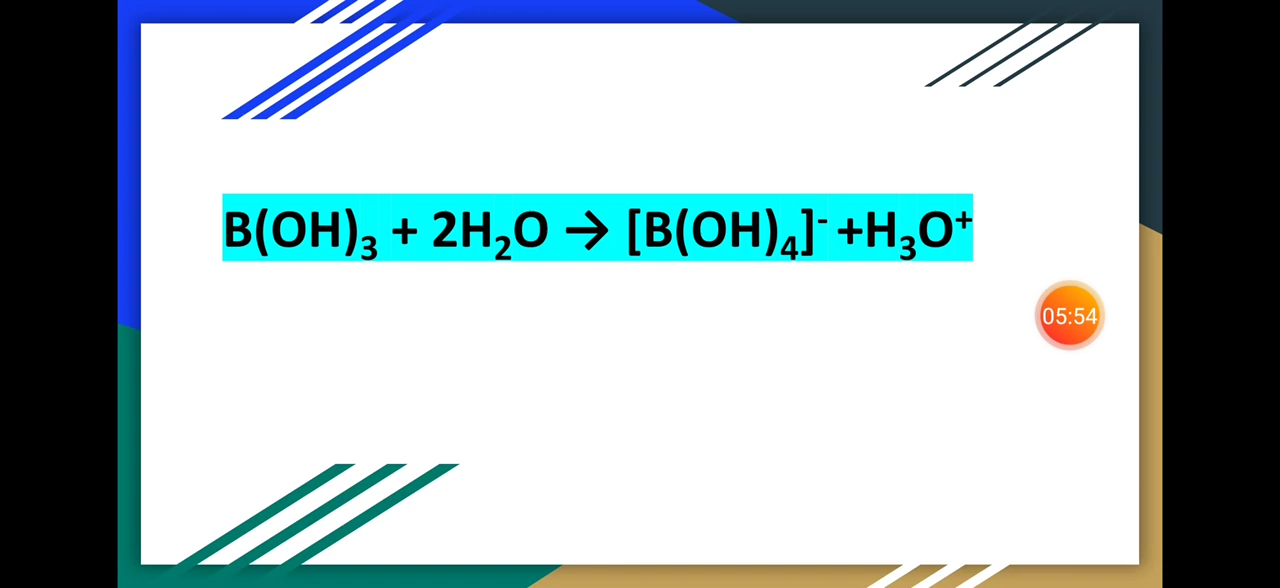 B(OH)₃ + 2H₂O → [B(OH)₄]⁻ +H₃O⁺
05:54